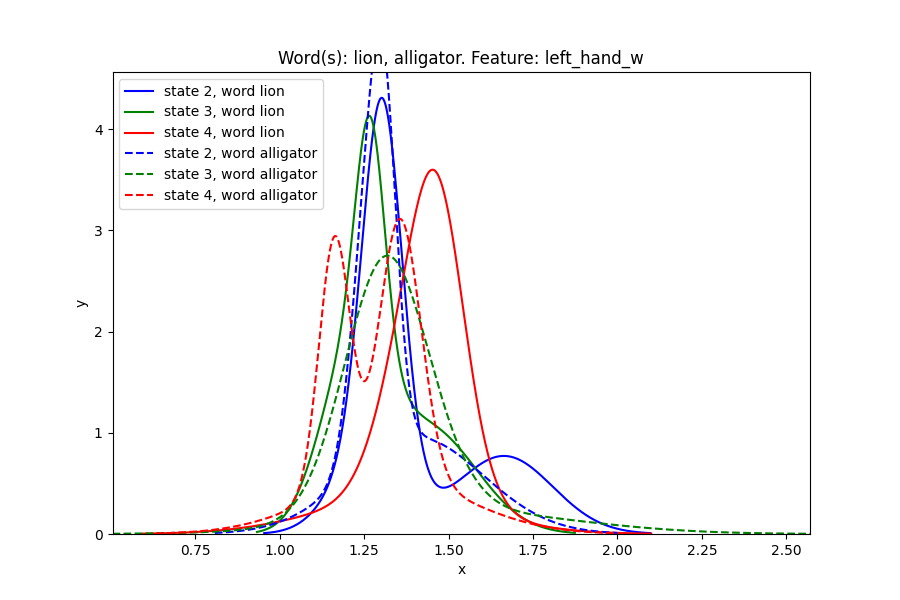 Word(s): lion, alligator. Feature: left_hand_w
state 2, word lion
state 3, word lion
state 4, word lion
state 2, word alligator
state 3, word alligator
state 4, word alligator
y
4
3
2
1
0
0.75 1.00 1.25 1.50 1.75 2.00 2.25 2.50
x